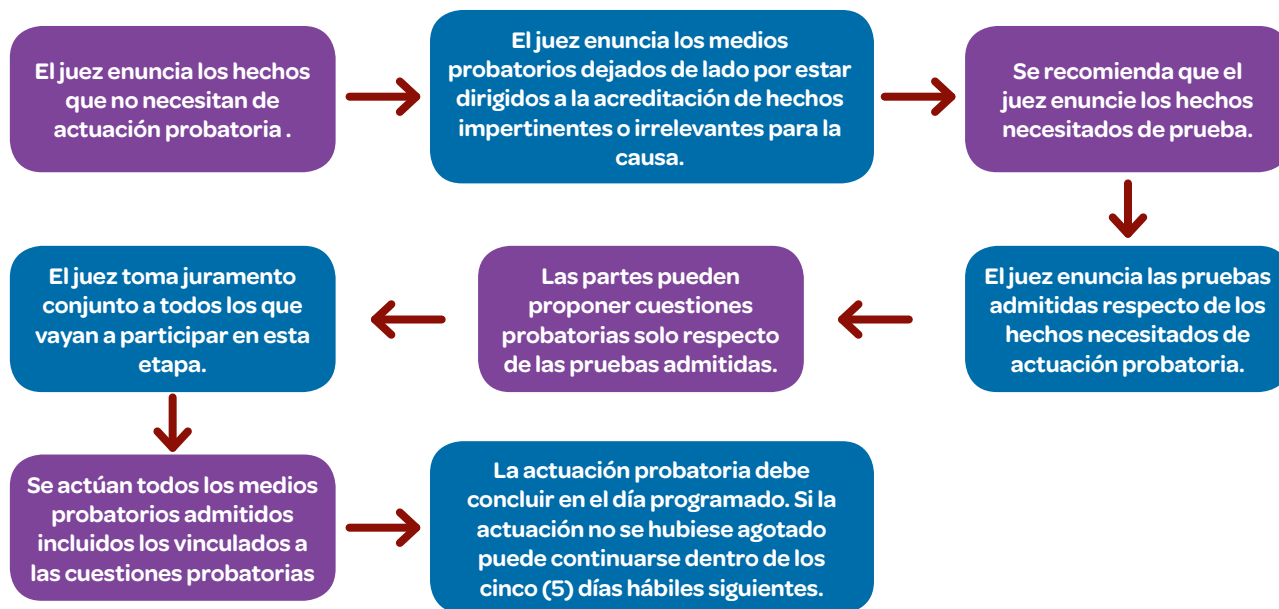 El juez enuncia los hechos
que no necesitan de
actuación probatoria .
El juez enuncia los medios
probatorios dejados de lado por estar
dirigidos a la acreditación de hechos
impertinentes o irrelevantes para la
causa.
Se recomienda que el
juez enuncie los hechos
necesitados de prueba.
El juez enuncia las pruebas
admitidas respecto de los
hechos necesitados de
actuación probatoria.
Las partes pueden
proponer cuestiones
probatorias solo respecto
de las pruebas admitidas.
El juez toma juramento
conjunto a todos los que
vayan a participar en esta
etapa.
Se actúan todos los medios
probatorios admitidos
incluidos los vinculados a
las cuestiones probatorias
La actuación probatoria debe
concluir en el día programado. Si la
actuación no se hubiese agotado
puede continuarse dentro de los
cinco (5) días hábiles siguientes.